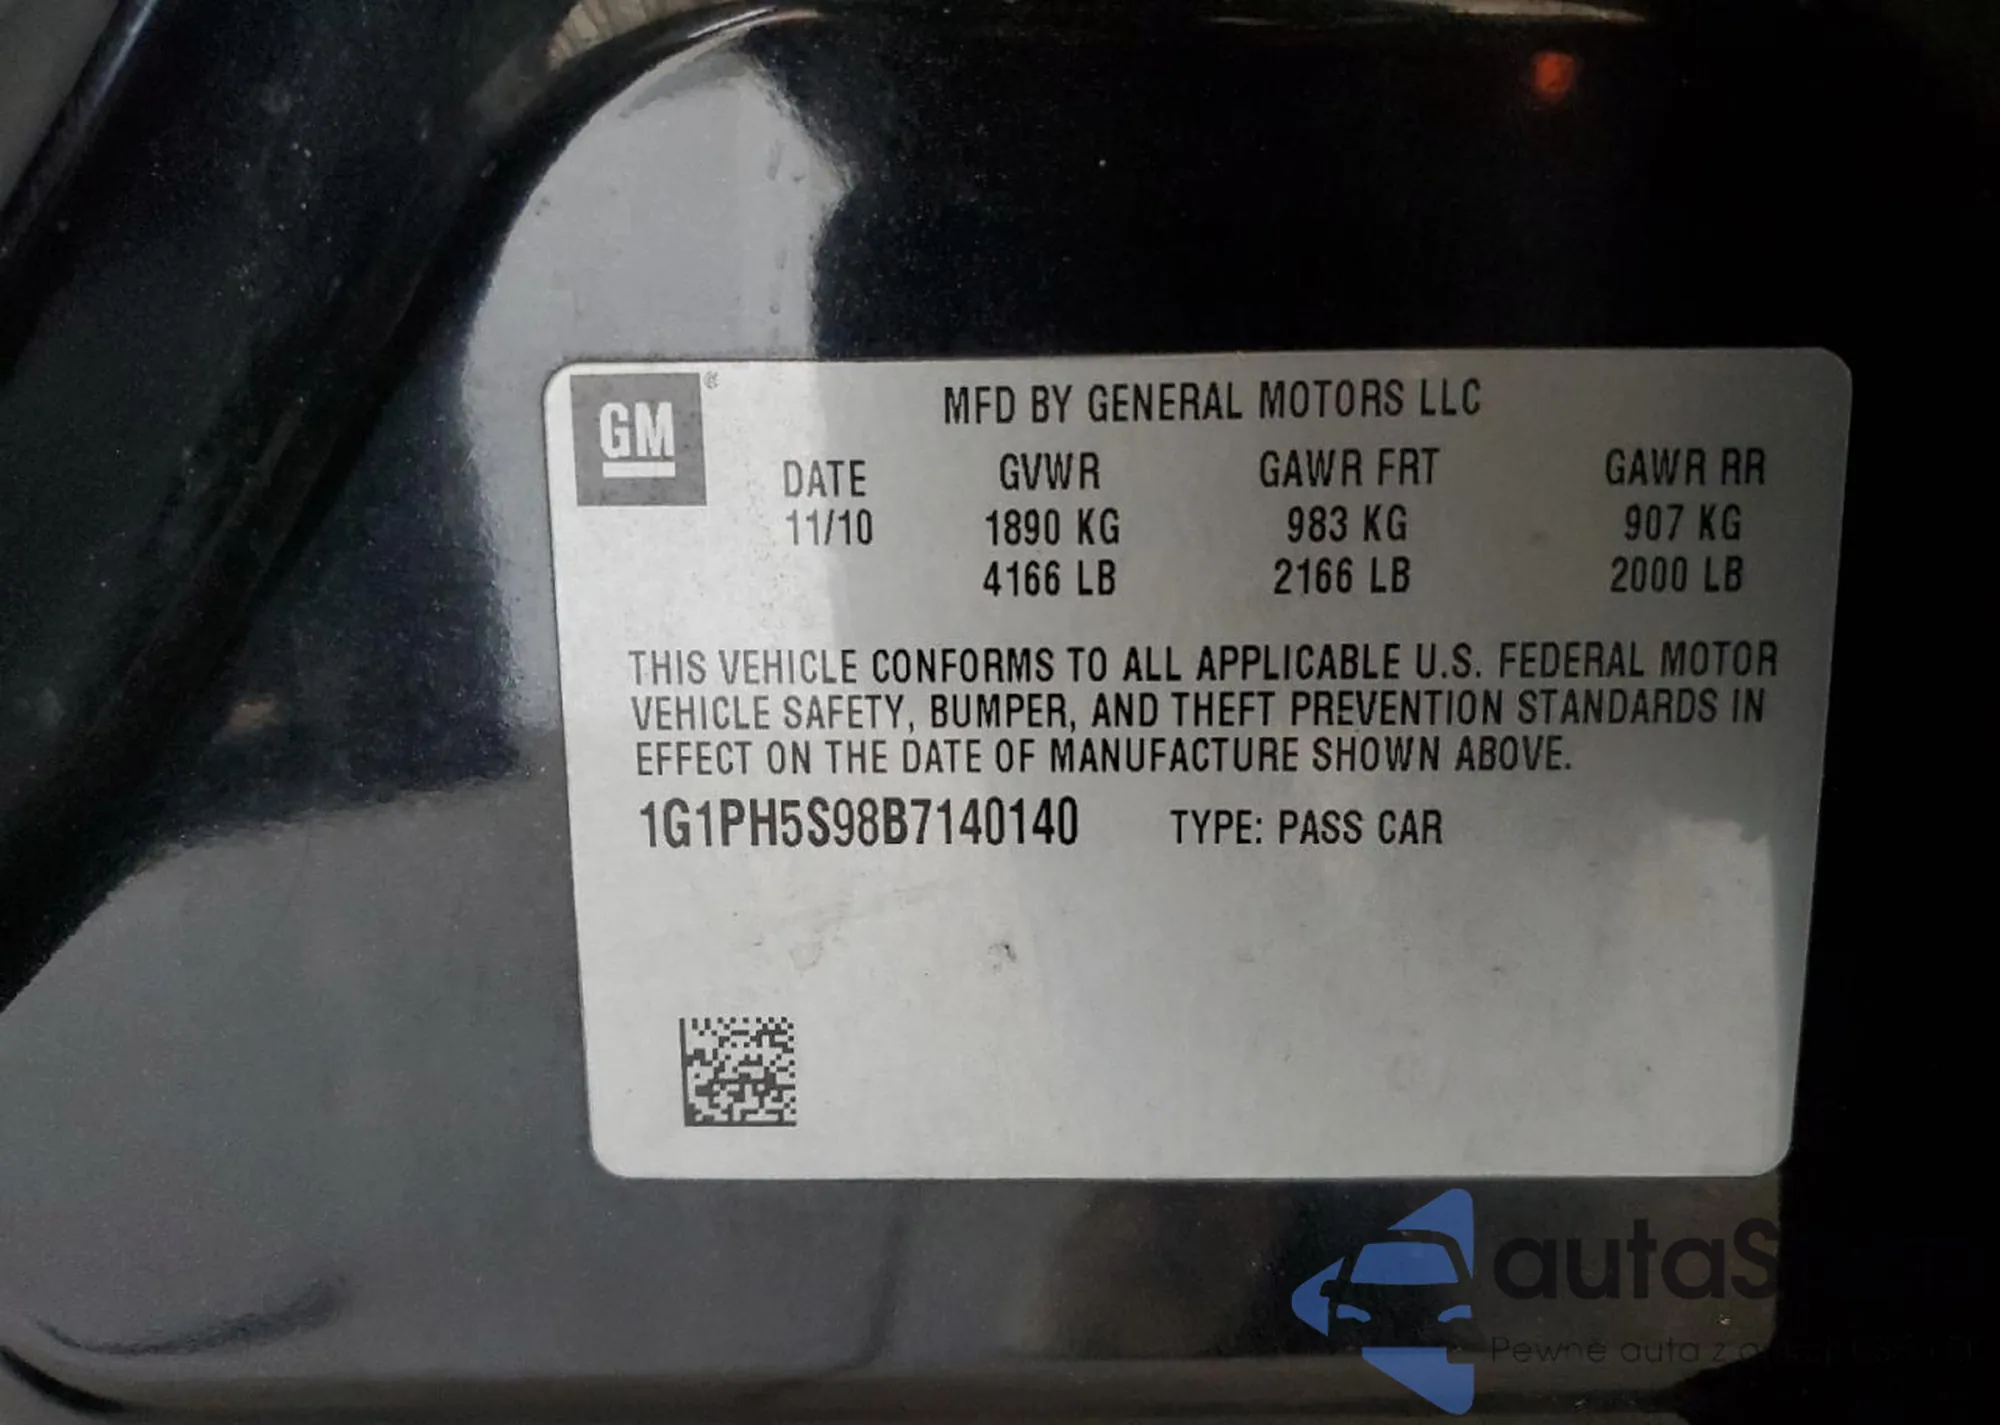 GM ®
MFD BY GENERAL MOTORS LLC
DATE GVWR GAWR FRT GAWR RR
11/10 1890 KG 983 KG 907 KG
4166 LB 2166 LB 2000 LB
THIS VEHICLE CONFORMS TO ALL APPLICABLE U.S. FEDERAL MOTOR
VEHICLE SAFETY, BUMPER, AND THEFT PREVENTION STANDARDS IN
EFFECT ON THE DATE OF MANUFACTURE SHOWN ABOVE.
1G1PH5S98B7140140 TYPE: PASS CAR
Pewne auta z